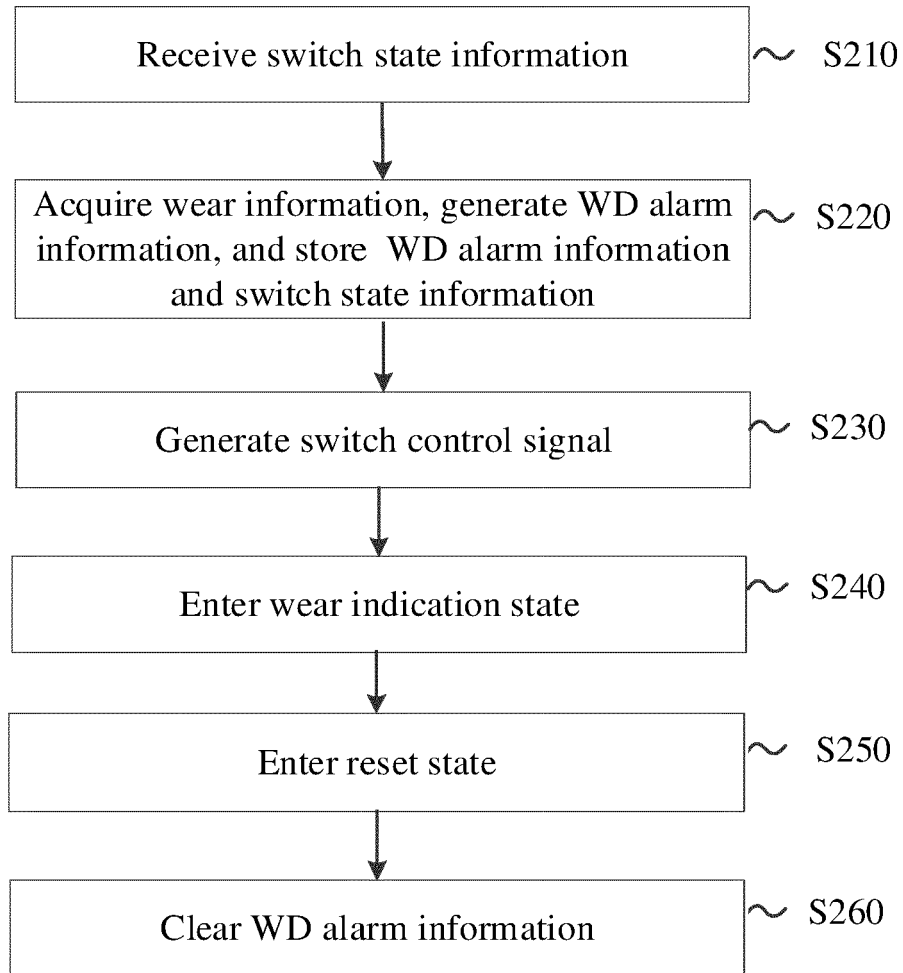 Receive switch state information
S210
Acquire wear information, generate WD alarm
information, and store WD alarm information
and switch state information
S220
Generate switch control signal
S230
Enter wear indication state
S240
Enter reset state
S250
Clear WD alarm information
S260